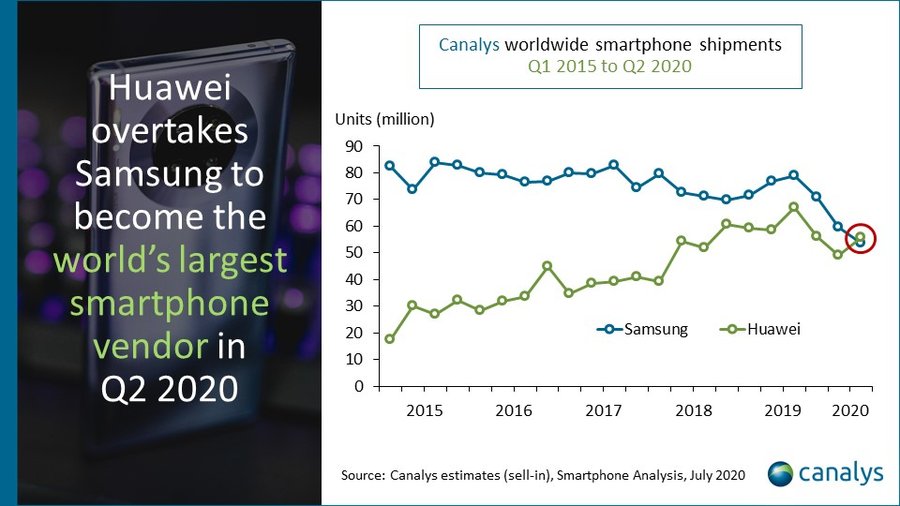 Huawei
overtakes
Samsung to
become the
world’s largest
smartphone
vendor in
Q2 2020
Canalys worldwide smartphone shipments
Q1 2015 to Q2 2020
Units (million)
90
80
70
60
50
40
30
20
10
0
Samsung
Huawei
2015 2016 2017 2018 2019 2020
Source: Canalys estimates (sell-in), Smartphone Analysis, July 2020
canalys